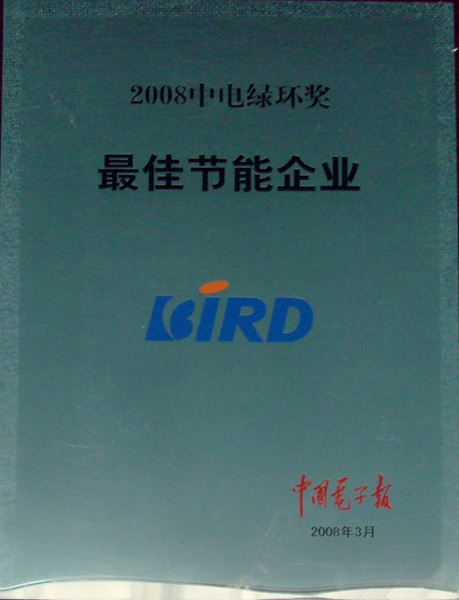 2008中电绿环奖
最佳节能企业
BIRD
中国电子报
2008年3月